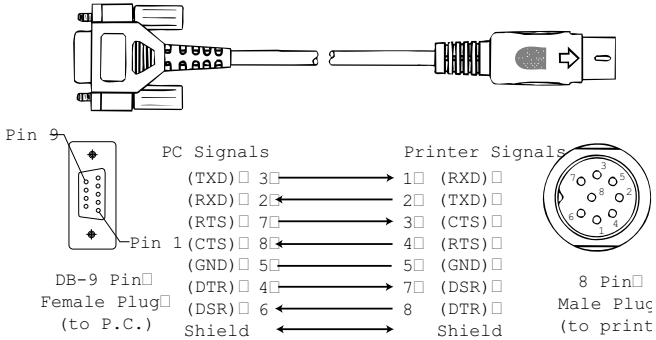 Pin 9
PC Signals Printer Signals
(TXD) 3 1 (RXD)
(RXD) 2 2 (TXD)
(RTS) 7 3 (CTS)
Pin 1 (CTS) 8 4 (RTS)
(GND) 5 5 (GND)
(DTR) 4 7 (DSR)
(DSR) 6 8 (DTR)
Shield Shield
DB-9 Pin
Female Plug
(to P.C.)
3
7 5
8 2
6 4
1
8 Pin
Male Plug
(to print